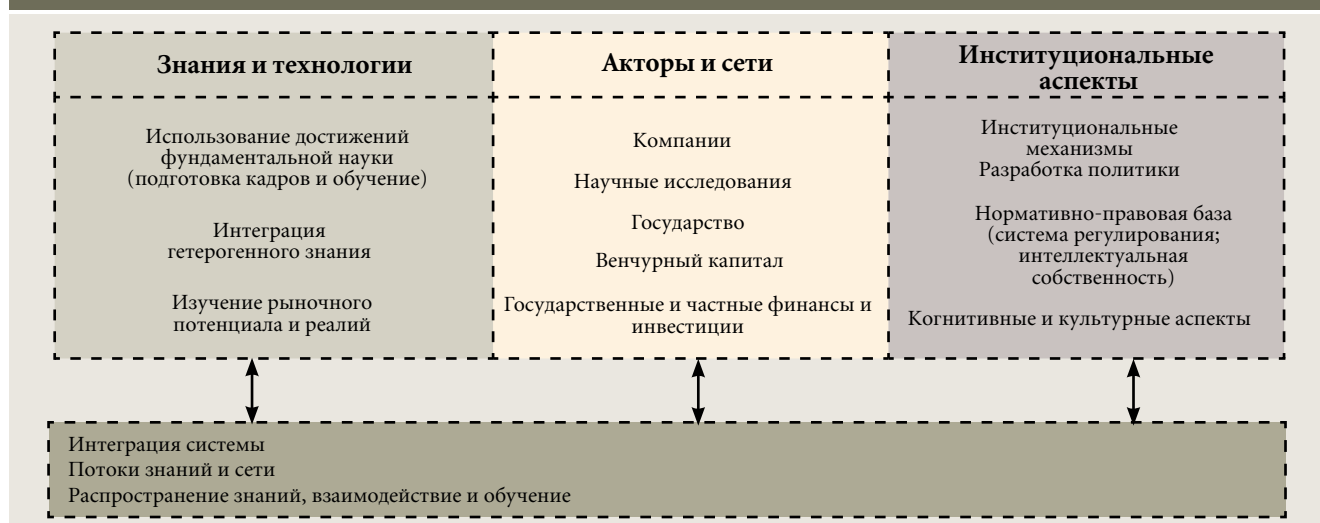 Знания и технологии
Использование достижений
фундаментальной науки
(подготовка кадров и обучение)
Интеграция
гетерогенного знания
Изучение рыночного
потенциала и реалий
Акторы и сети
Компании
Научные исследования
Государство
Венчурный капитал
Государственные и частные финансы и
инвестиции
Институциональные
аспекты
Институциональные
механизмы
Разработка политики
Нормативно-правовая база
(система регулирования;
интеллектуальная
собственность)
Когнитивные и культурные аспекты
Интеграция системы
Потоки знаний и сети
Распространение знаний, взаимодействие и обучение